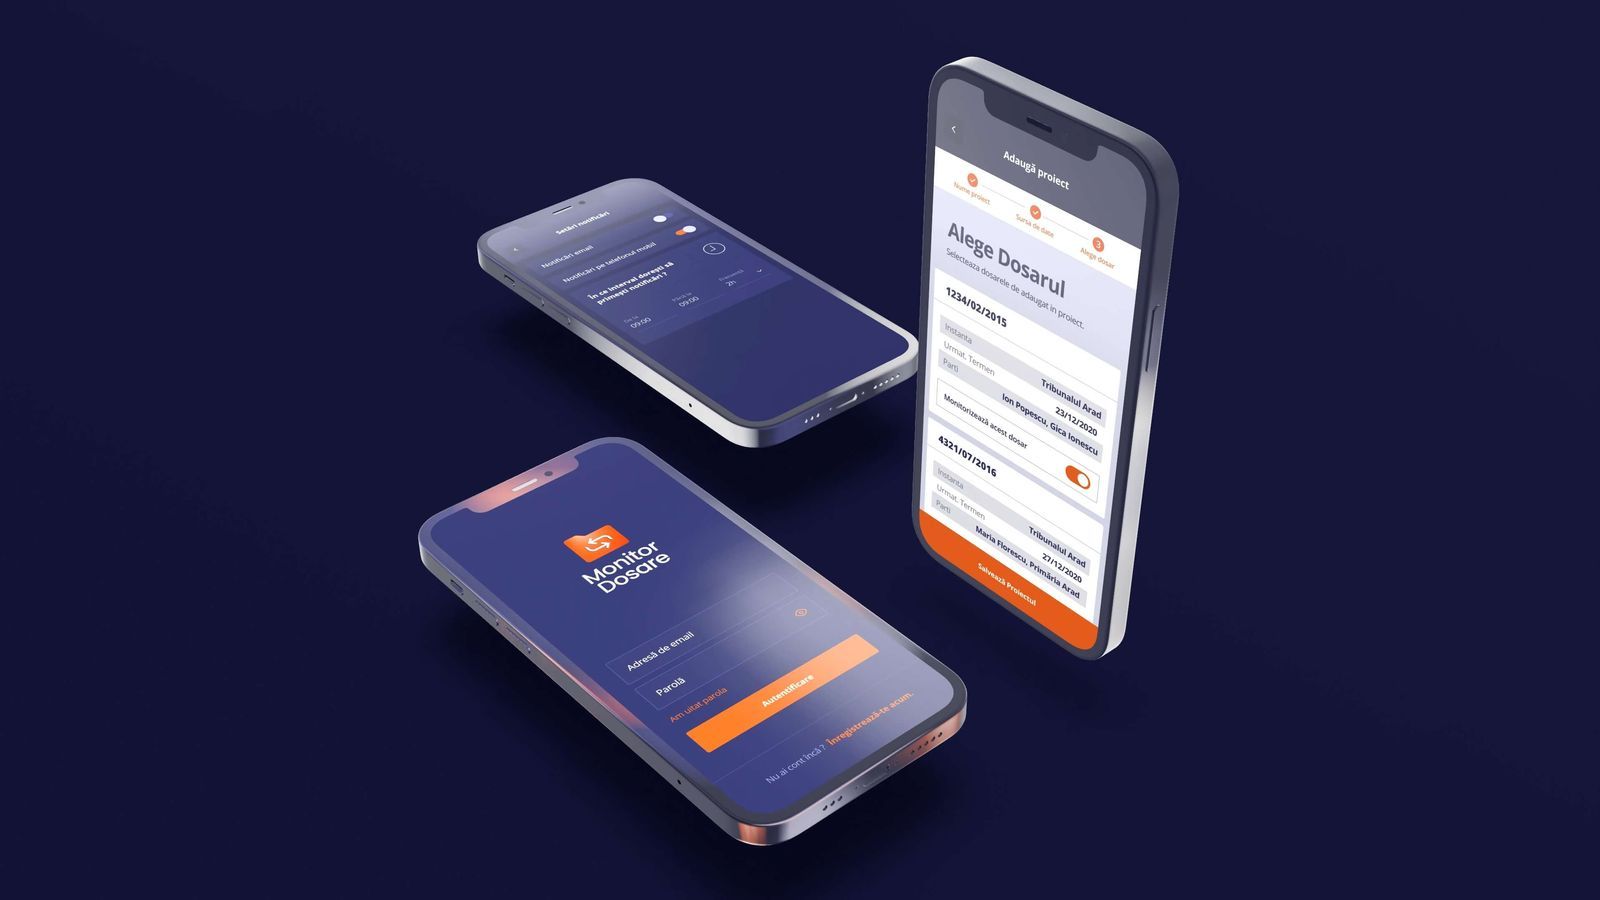 Setări notificări
Notificări email
Notificări pe telefonul mobil
În ce interval dorești să
primești notificări ?
De la
Până la
Frecvență
09:00
09:00
2h
Monitor
Dosare
Adresă de email
Parolă
Am uitat parola
Autentificare
Nu ai cont încă ? Înregistrează-te acum.
Adaugă proiect
3
Nume proiect
Sursa de date
Alege dosar
Alege Dosarul
Selecteaza dosarele de adaugat in proiect.
1234/02/2015
Instanta
Tribunalul Arad
Urmat. Termen
23/12/2020
Parti
Ion Popescu, Gica Ionescu
Monitorizează acest dosar
4321/07/2016
Instanta
Tribunalul Arad
Urmat. Termen
27/12/2020
Parti
Maria Florescu, Primăria Arad
Salvează Proiectul